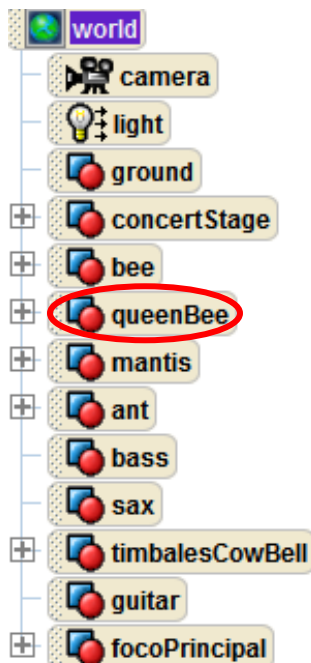 world
camera
light
ground
concertStage
bee
queenBee
mantis
ant
bass
sax
timbalesCowBell
guitar
focoPrincipal